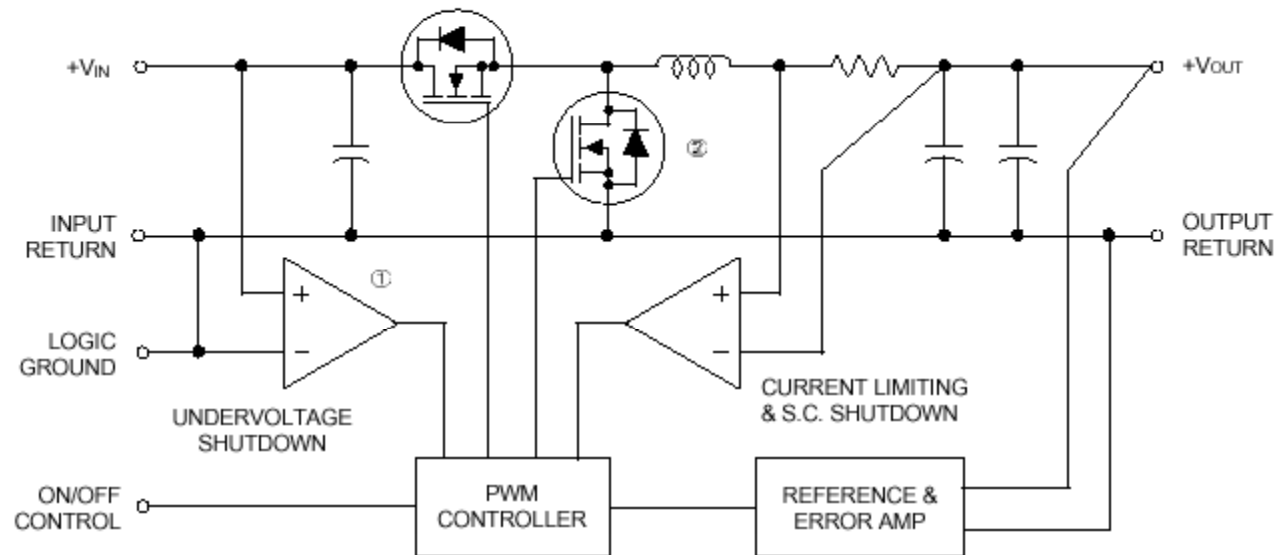 +VIN
+VOUT
②
INPUT
RETURN
OUTPUT
RETURN
①
+
−
+
−
LOGIC
GROUND
UNDERVOLTAGE
SHUTDOWN
CURRENT LIMITING
& S.C. SHUTDOWN
ON/OFF
CONTROL
PWM
CONTROLLER
REFERENCE &
ERROR AMP